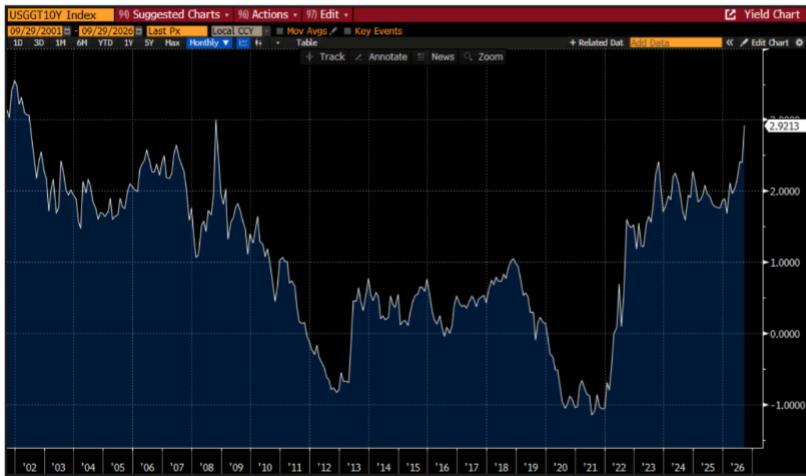 USGGT10Y Index 94) Suggested Charts 96) Actions 97) Edit Yield Chart
09/29/2001 - 09/29/2026 Last Px Local CCY Mov Avgs Key Events
1D 3D 1M 6M YTD 1Y 5Y Max Monthly ▼ Table + Related Dat Add Data « Edit Chart
Track Annotate News Zoom
2.9213
2.0000
1.0000
0.0000
-1.0000
'02 '03 '04 '05 '06 '07 '08 '09 '10 '11 '12 '13 '14 '15 '16 '17 '18 '19 '20 '21 '22 '23 '24 '25 '26